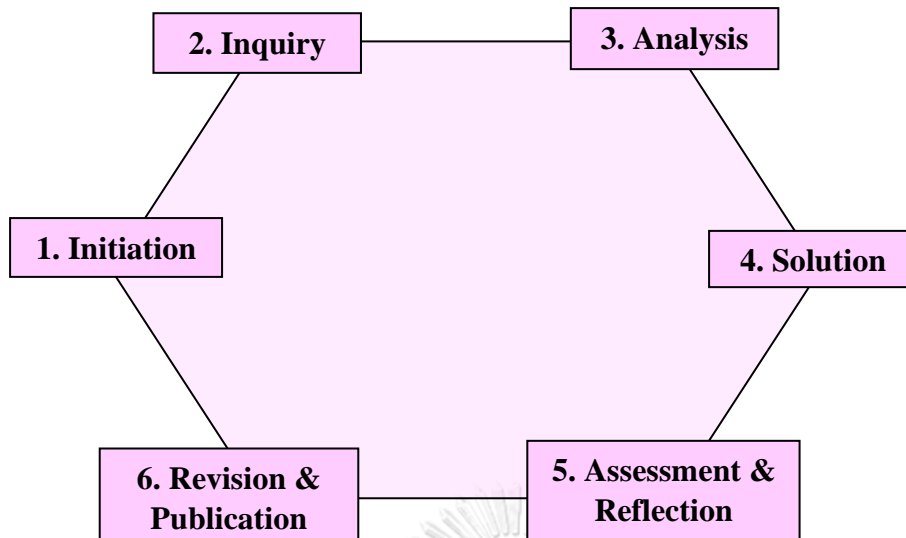 2. Inquiry
3. Analysis
1. Initiation
4. Solution
6. Revision &
Publication
5. Assessment &
Reflection